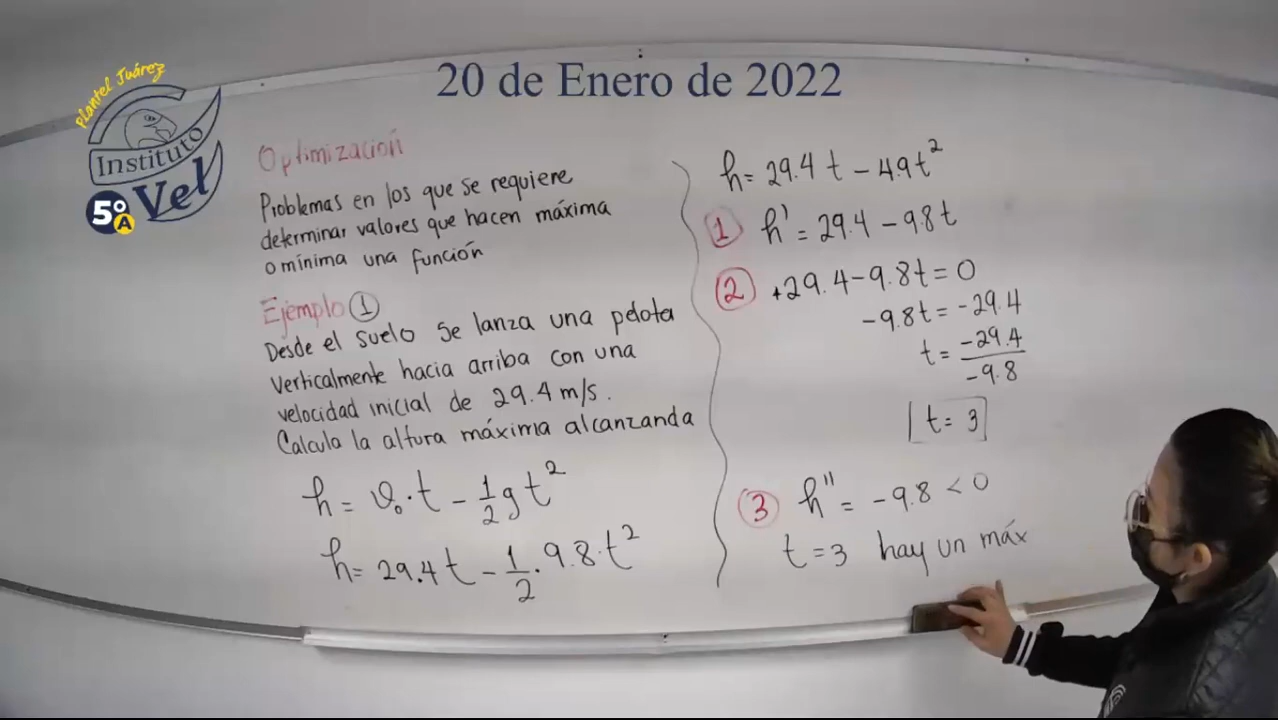 20 de Enero de 2022
Plantel Juárez
Instituto
Vel
5º A
Optimización
Problemas en los que se requiere
determinar valores que hacen máxima
o mínima una función
Ejemplo ①
Desde el suelo se lanza una pelota
verticalmente hacia arriba con una
velocidad inicial de 29.4 m/s.
Calcula la altura máxima alcanzanda
h = v₀·t - 1/2 g t²
h = 29.4t - 1/2 · 9.8·t²
h = 29.4t - 49t²
① h' = 29.4 - 9.8t
② +29.4 - 9.8t = 0
-9.8t = -29.4
t = -29.4/-9.8
t = 3
③ h'' = -9.8 < 0
t = 3 hay un máx